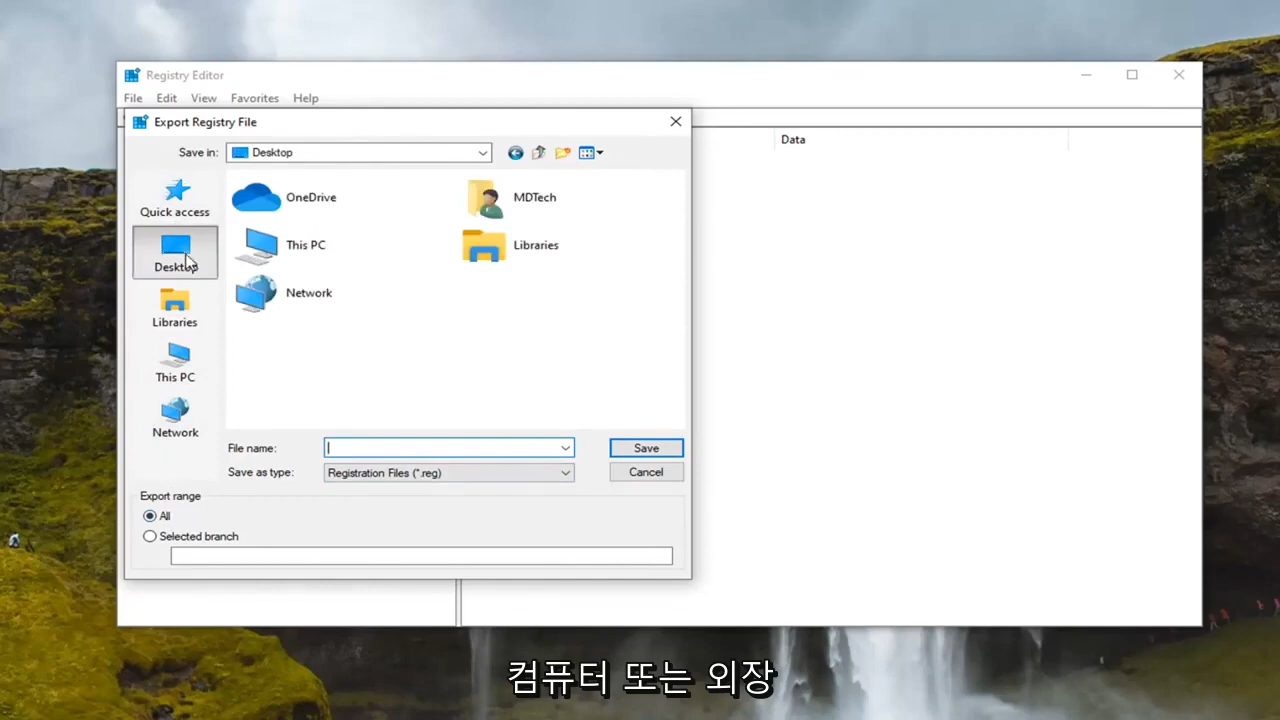 Registry Editor
File Edit View Favorites Help
Export Registry File
Data
Save in: Desktop
Quick access
Desktop
Libraries
This PC
Network
OneDrive
MDTech
This PC
Libraries
Network
File name:
Save
Save as type: Registration Files (*.reg)
Cancel
Export range
All
Selected branch
컴퓨터 또는 외장